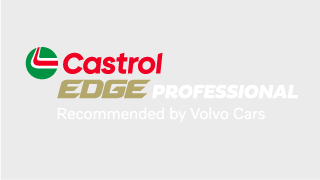 Castrol
EDGE PROFESSIONAL
Recommended by Volvo Cars